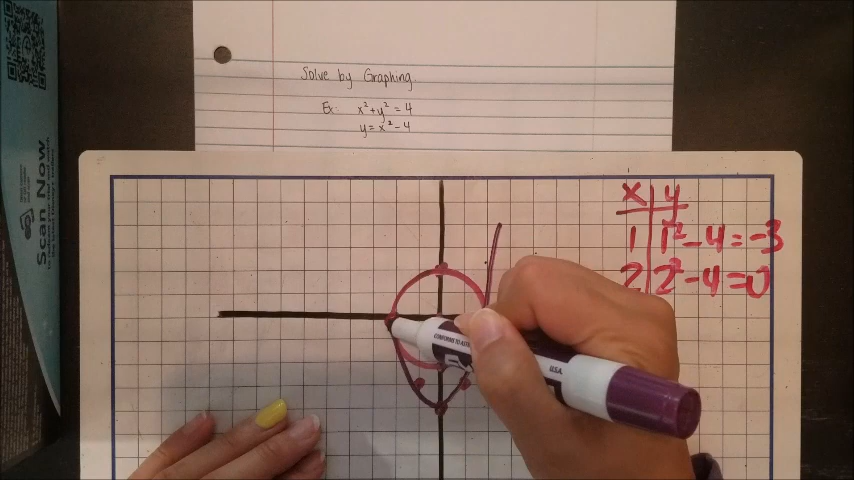 Solve by Graphing.
Ex: x² + y² = 4
y = x² - 4
Scan Now
x | y
1 | 1² - 4 = -3
2 | 2² - 4 = 0
U.S.A.